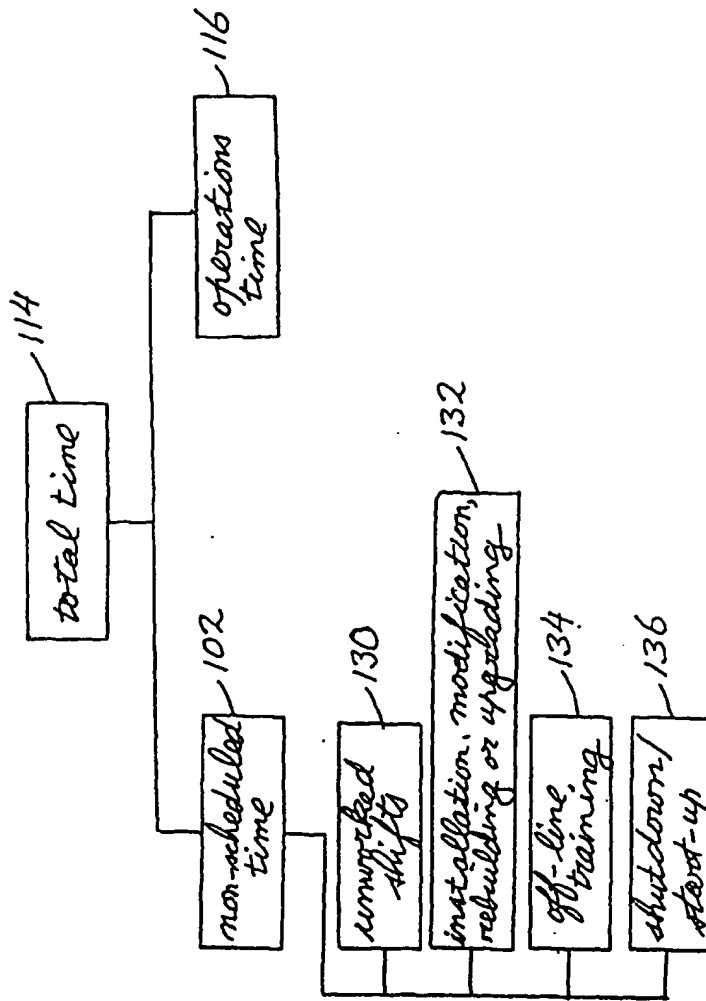 total time
114
non-scheduled
time
102
operations
time
116
unworked
shifts
130
installation, modification,
rebuilding or upgrading
132
off-line
training
134
shutdown/
start-up
136